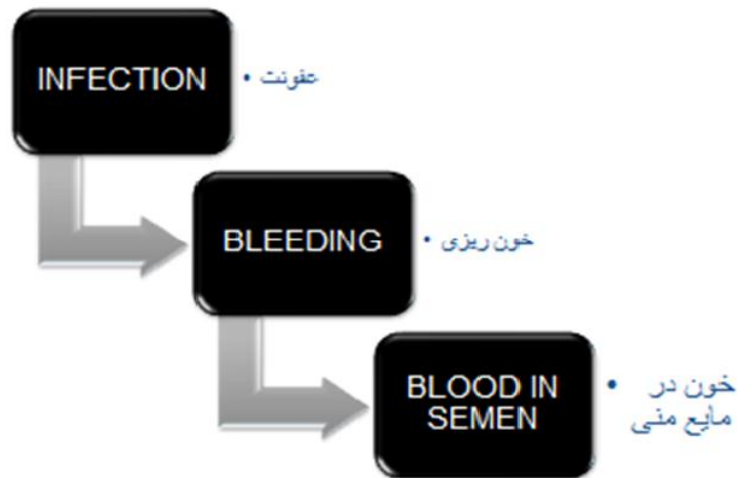 INFECTION
• عفونت
BLEEDING
• خون ریزی
BLOOD IN
SEMEN
• خون در
مایع منی